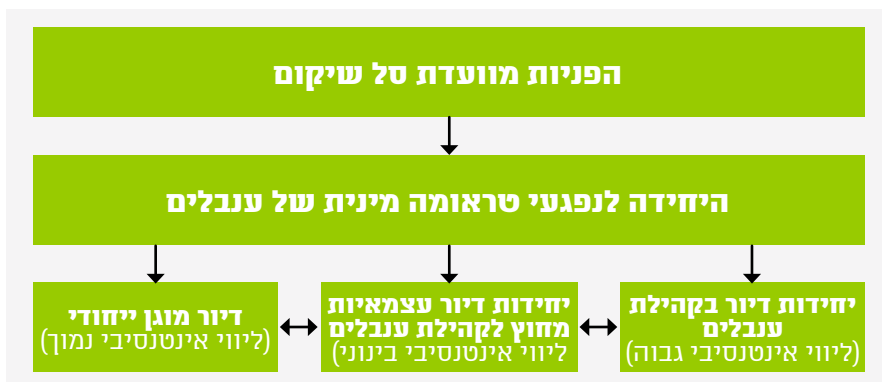 הפניות מוועדת סל שיקום
היחידה לנפגעי טראומה מינית של ענבלים
יחידות דיור בקהילת
ענבלים
(ליווי אינטנסיבי גבוה)
יחידות דיור עצמאיות
מחוץ לקהילת ענבלים
ליווי אינטנסיבי בינוני)
דיור מוגן ייחודי
(ליווי אינטנסיבי נמוך)